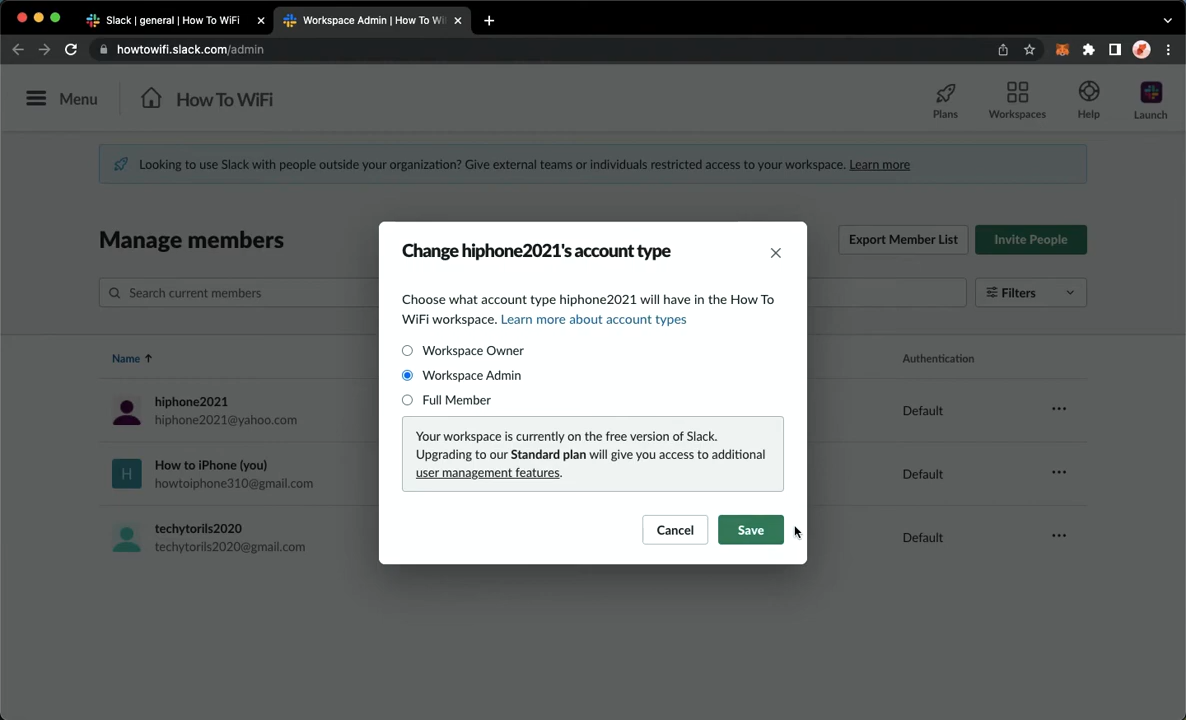 Slack | general | How To WiFi
Workspace Admin | How To Wi
howtowifi.slack.com/admin
Menu
How To WiFi
Plans
Workspaces
Help
Launch
Looking to use Slack with people outside your organization? Give external teams or individuals restricted access to your workspace. Learn more
Manage members
Export Member List
Invite People
Search current members
Filters
Name
Authentication
hiphone2021
hiphone2021@yahoo.com
Default
H
How to iPhone (you)
howtoiphone310@gmail.com
Default
techytorils2020
techytorils2020@gmail.com
Default
Change hiphone2021's account type
Choose what account type hiphone2021 will have in the How To
WiFi workspace. Learn more about account types
Workspace Owner
Workspace Admin
Full Member
Your workspace is currently on the free version of Slack.
Upgrading to our Standard plan will give you access to additional
user management features.
Cancel
Save